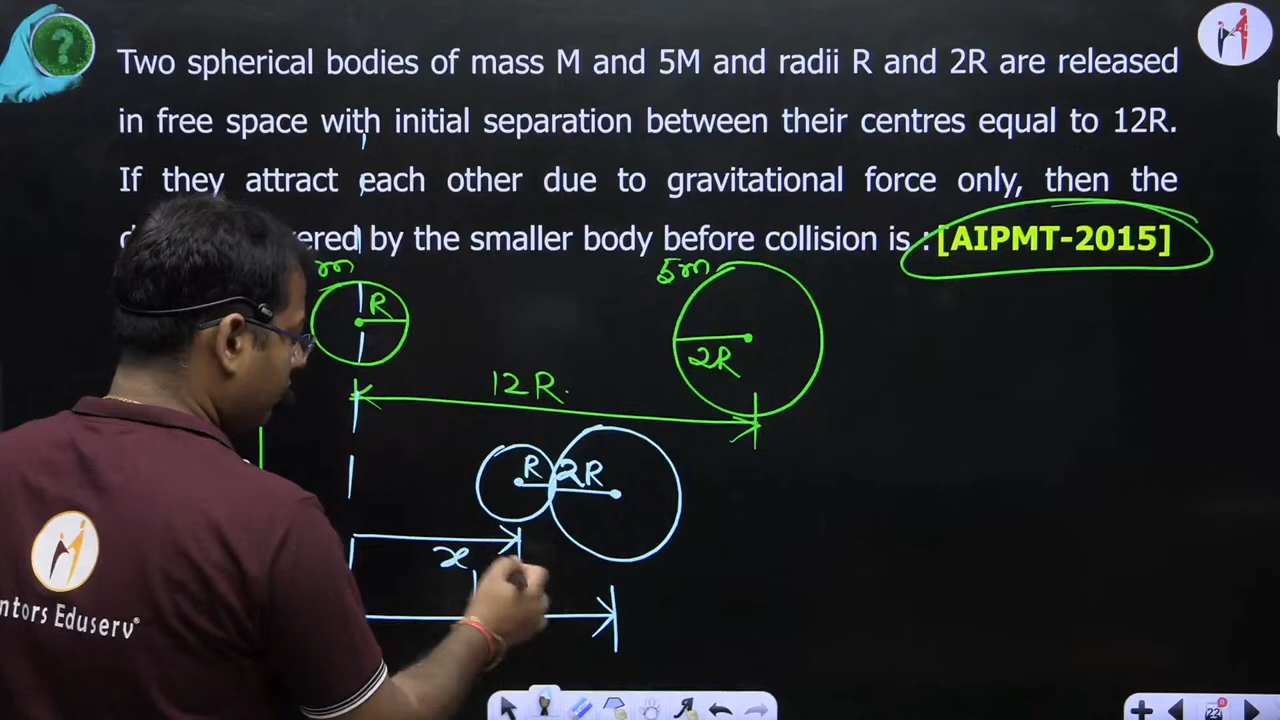 Two spherical bodies of mass M and 5M and radii R and 2R are released
in free space with initial separation between their centres equal to 12R.
If they attract each other due to gravitational force only, then the
ered by the smaller body before collision is : [AIPMT-2015]
m
5m
R
2R
12R.
R
2R
x
ntors Eduserv®
22